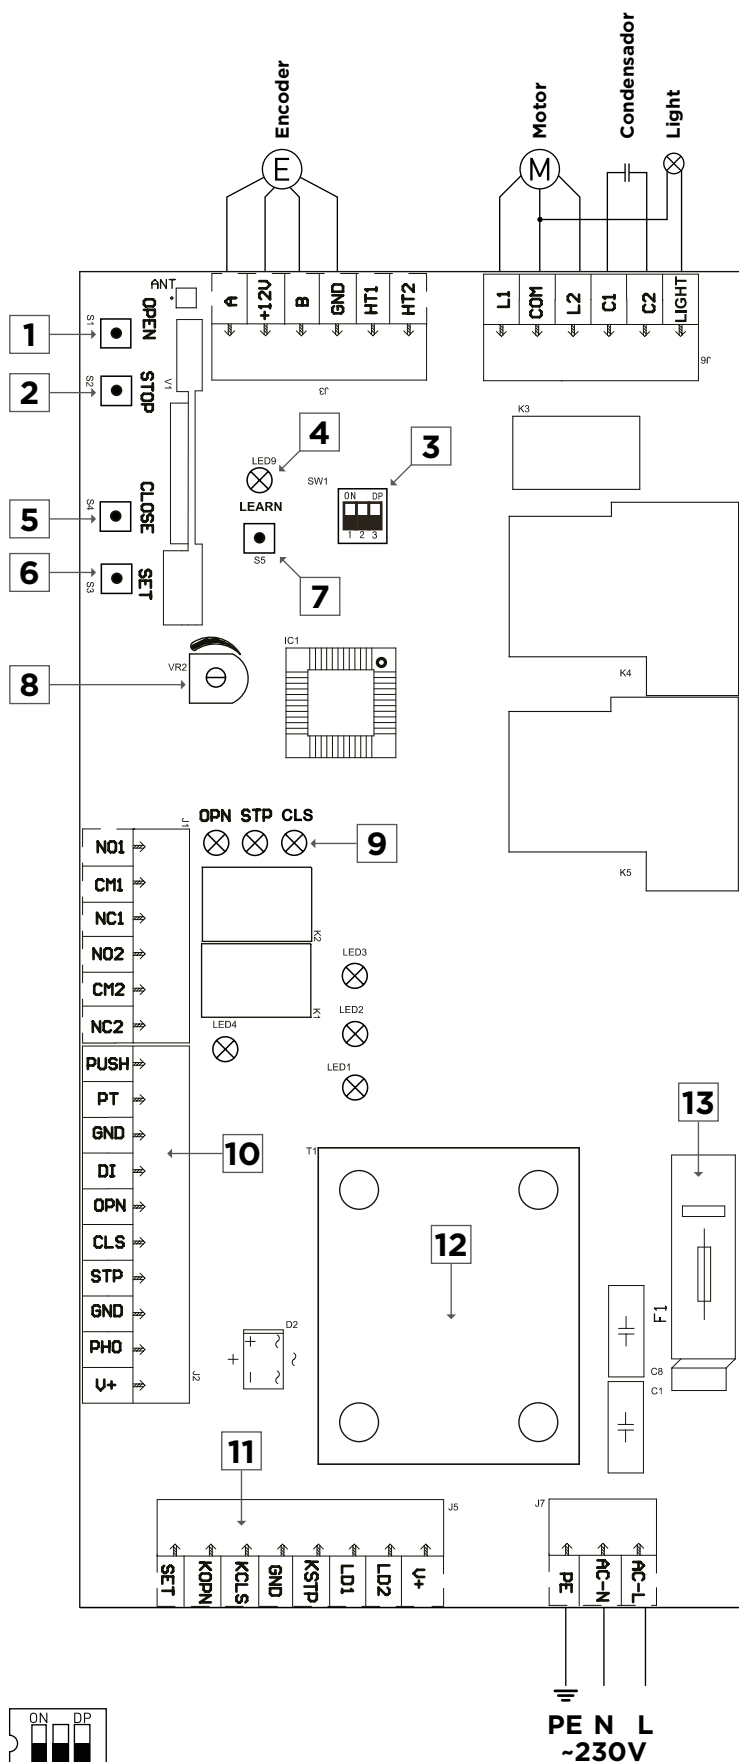 Encoder
Motor
Condensador
Light
E
M
ANT
A
+12V
B
GND
HT1
HT2
L1
COM
L2
C1
C2
LIGHT
J3
J6
1
S1
OPEN
2
S2
STOP
V1
K3
4
3
LED9
SW1
ON DP
1 2 3
LEARN
S5
5
S4
CLOSE
6
S3
SET
7
8
VR2
IC1
K4
K5
OPN STP CLS
9
J1
NO1
CM1
NC1
NO2
CM2
NC2
K2
K1
LED3
LED2
LED4
LED1
PUSH
PT
GND
DI
OPN
CLS
STP
GND
PHO
V+
J2
10
T1
12
13
F1
D2
+
+ ~
− ~
~
C8
C1
11
J5
J7
SET
KOPN
KCLS
GND
KSTP
LD1
LD2
V+
PE
AC-N
AC-L
PE N L
~230V
ON DP